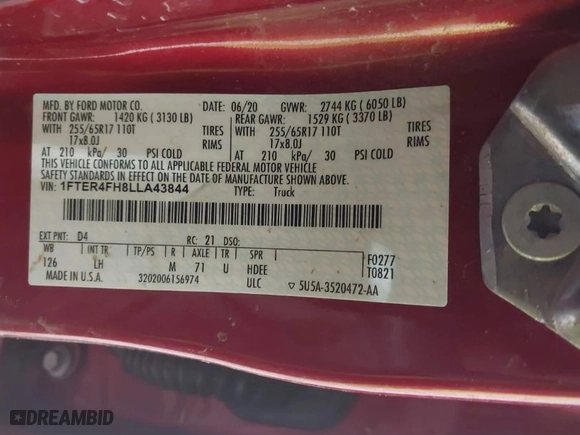 MFD. BY FORD MOTOR CO. DATE: 06/20 GVWR: 2744 KG ( 6050 LB)
FRONT GAWR: 1420 KG ( 3130 LB) REAR GAWR: 1529 KG ( 3370 LB)
WITH 255/65R17 110T TIRES WITH 255/65R17 110T TIRES
17x8.0J RIMS 17x8.0J RIMS
AT 210 kPa/ 30 PSI COLD AT 210 kPa/ 30 PSI COLD
THIS VEHICLE CONFORMS TO ALL APPLICABLE FEDERAL MOTOR VEHICLE
SAFETY STANDARDS IN EFFECT ON THE DATE OF MANUFACTURE SHOWN ABOVE.
VIN: 1FTER4FH8LLA43844 TYPE: Truck
EXT PNT: D4 RC: 21 DSO:
WB INT TR TP/PS R AXLE TR SPR F0277
126 LH M 71 U HDEE T0821
MADE IN U.S.A. 3202006156974 ULC ▽ 5U5A-3520472-AA
DREAMBID